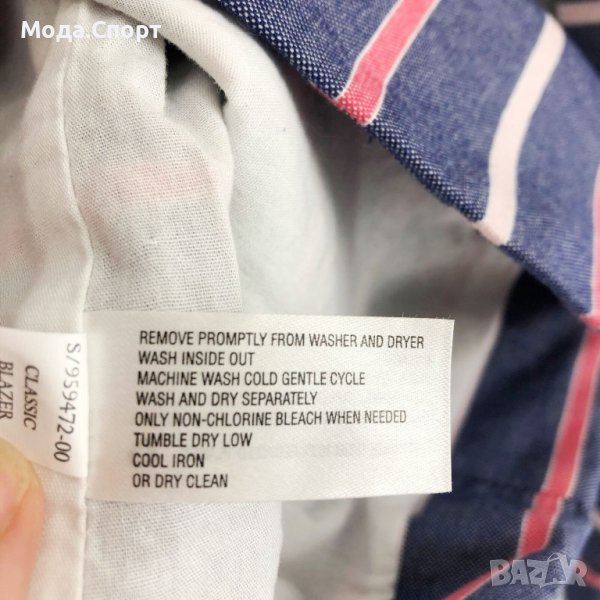 Мода.Спорт
REMOVE PROMPTLY FROM WASHER AND DRYER
WASH INSIDE OUT
MACHINE WASH COLD GENTLE CYCLE
WASH AND DRY SEPARATELY
ONLY NON-CHLORINE BLEACH WHEN NEEDED
TUMBLE DRY LOW
COOL IRON
OR DRY CLEAN
S/959472-00
CLASSIC
BLAZER
BAZAR